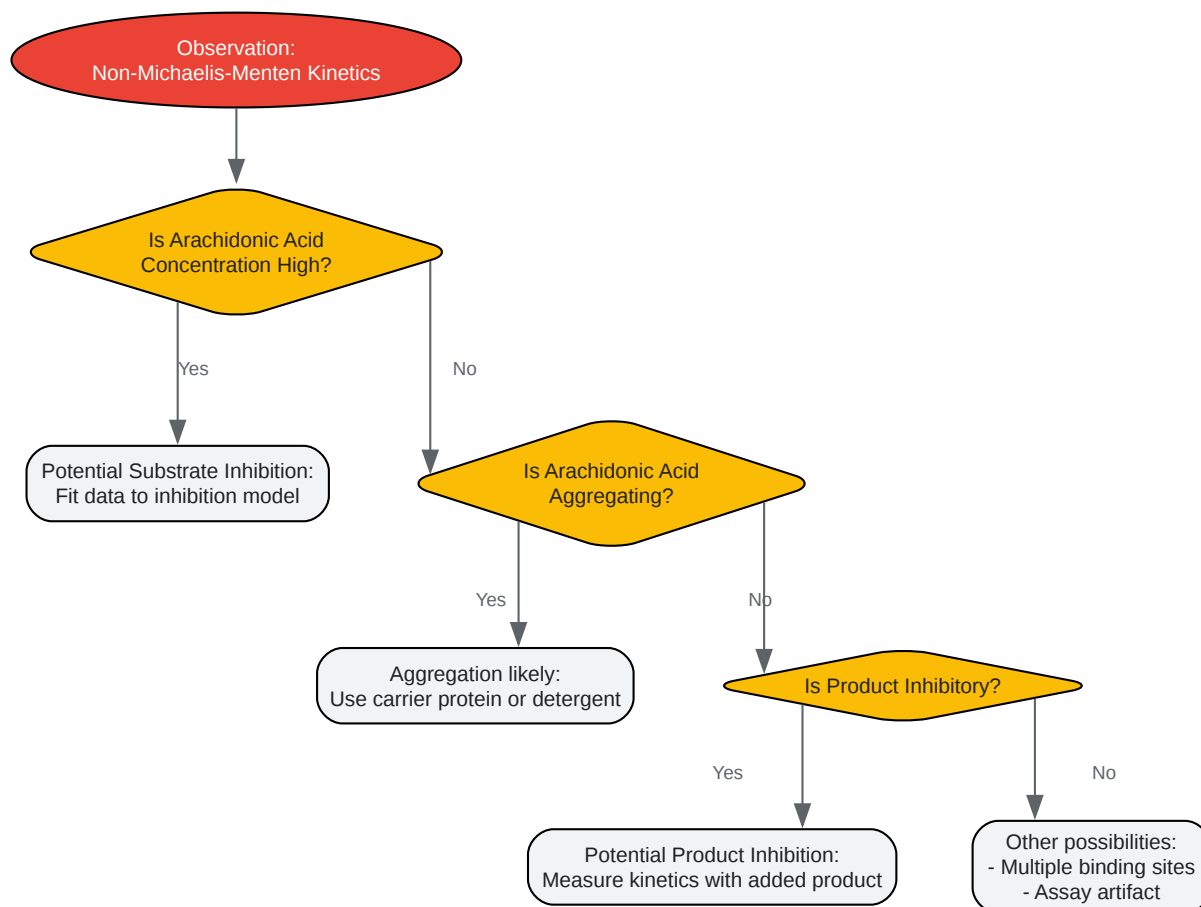 Observation:
Non-Michaelis-Menten Kinetics
Is Arachidonic Acid
Concentration High?
Yes
No
Potential Substrate Inhibition:
Fit data to inhibition model
Is Arachidonic Acid
Aggregating?
Yes
No
Aggregation likely:
Use carrier protein or detergent
Is Product Inhibitory?
Yes
No
Potential Product Inhibition:
Measure kinetics with added product
Other possibilities:
- Multiple binding sites
- Assay artifact